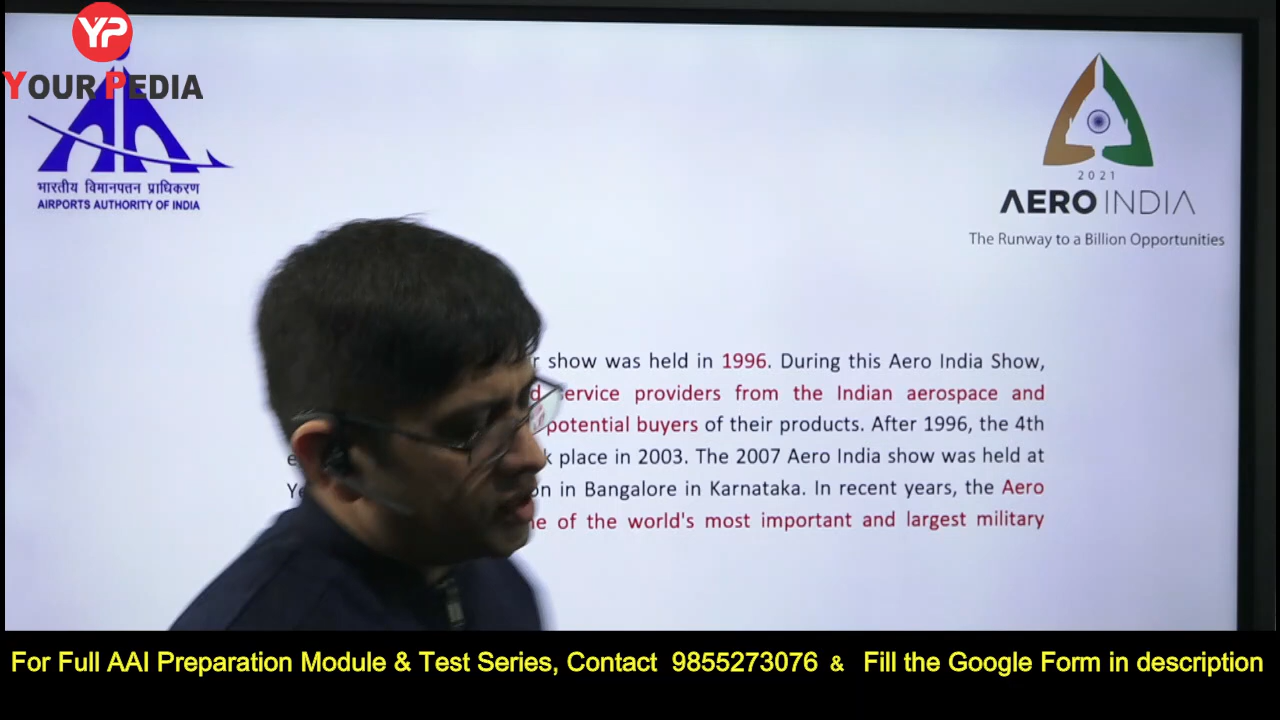 YP
YOUR PEDIA
भारतीय विमानपत्तन प्राधिकरण
AIRPORTS AUTHORITY OF INDIA
2021
AERO INDIA
The Runway to a Billion Opportunities
show was held in 1996. During this Aero India Show,
service providers from the Indian aerospace and
potential buyers of their products. After 1996, the 4th
place in 2003. The 2007 Aero India show was held at
in Bangalore in Karnataka. In recent years, the Aero
of the world's most important and largest military
For Full AAI Preparation Module & Test Series, Contact 9855273076 & Fill the Google Form in description